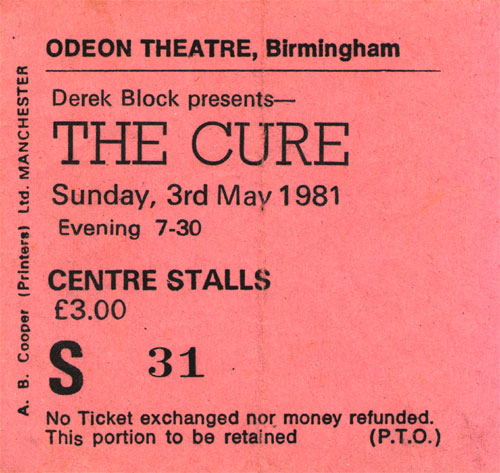 ODEON THEATRE, Birmingham
Derek Block presents—
THE CURE
Sunday, 3rd May 1981
Evening 7-30
CENTRE STALLS
£3.00
S 31
No Ticket exchanged nor money refunded.
This portion to be retained (P.T.O.)
A. B. Cooper (Printers) Ltd. MANCHESTER